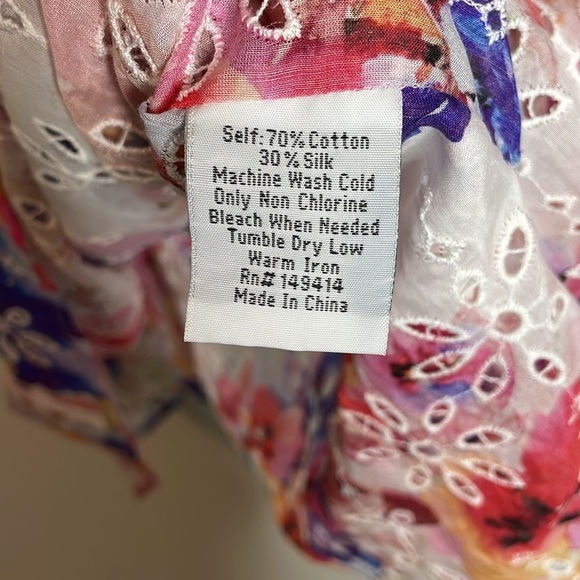 Self: 70% Cotton
30% Silk
Machine Wash Cold
Only Non Chlorine
Bleach When Needed
Tumble Dry Low
Warm Iron
Rn# 149414
Made In China